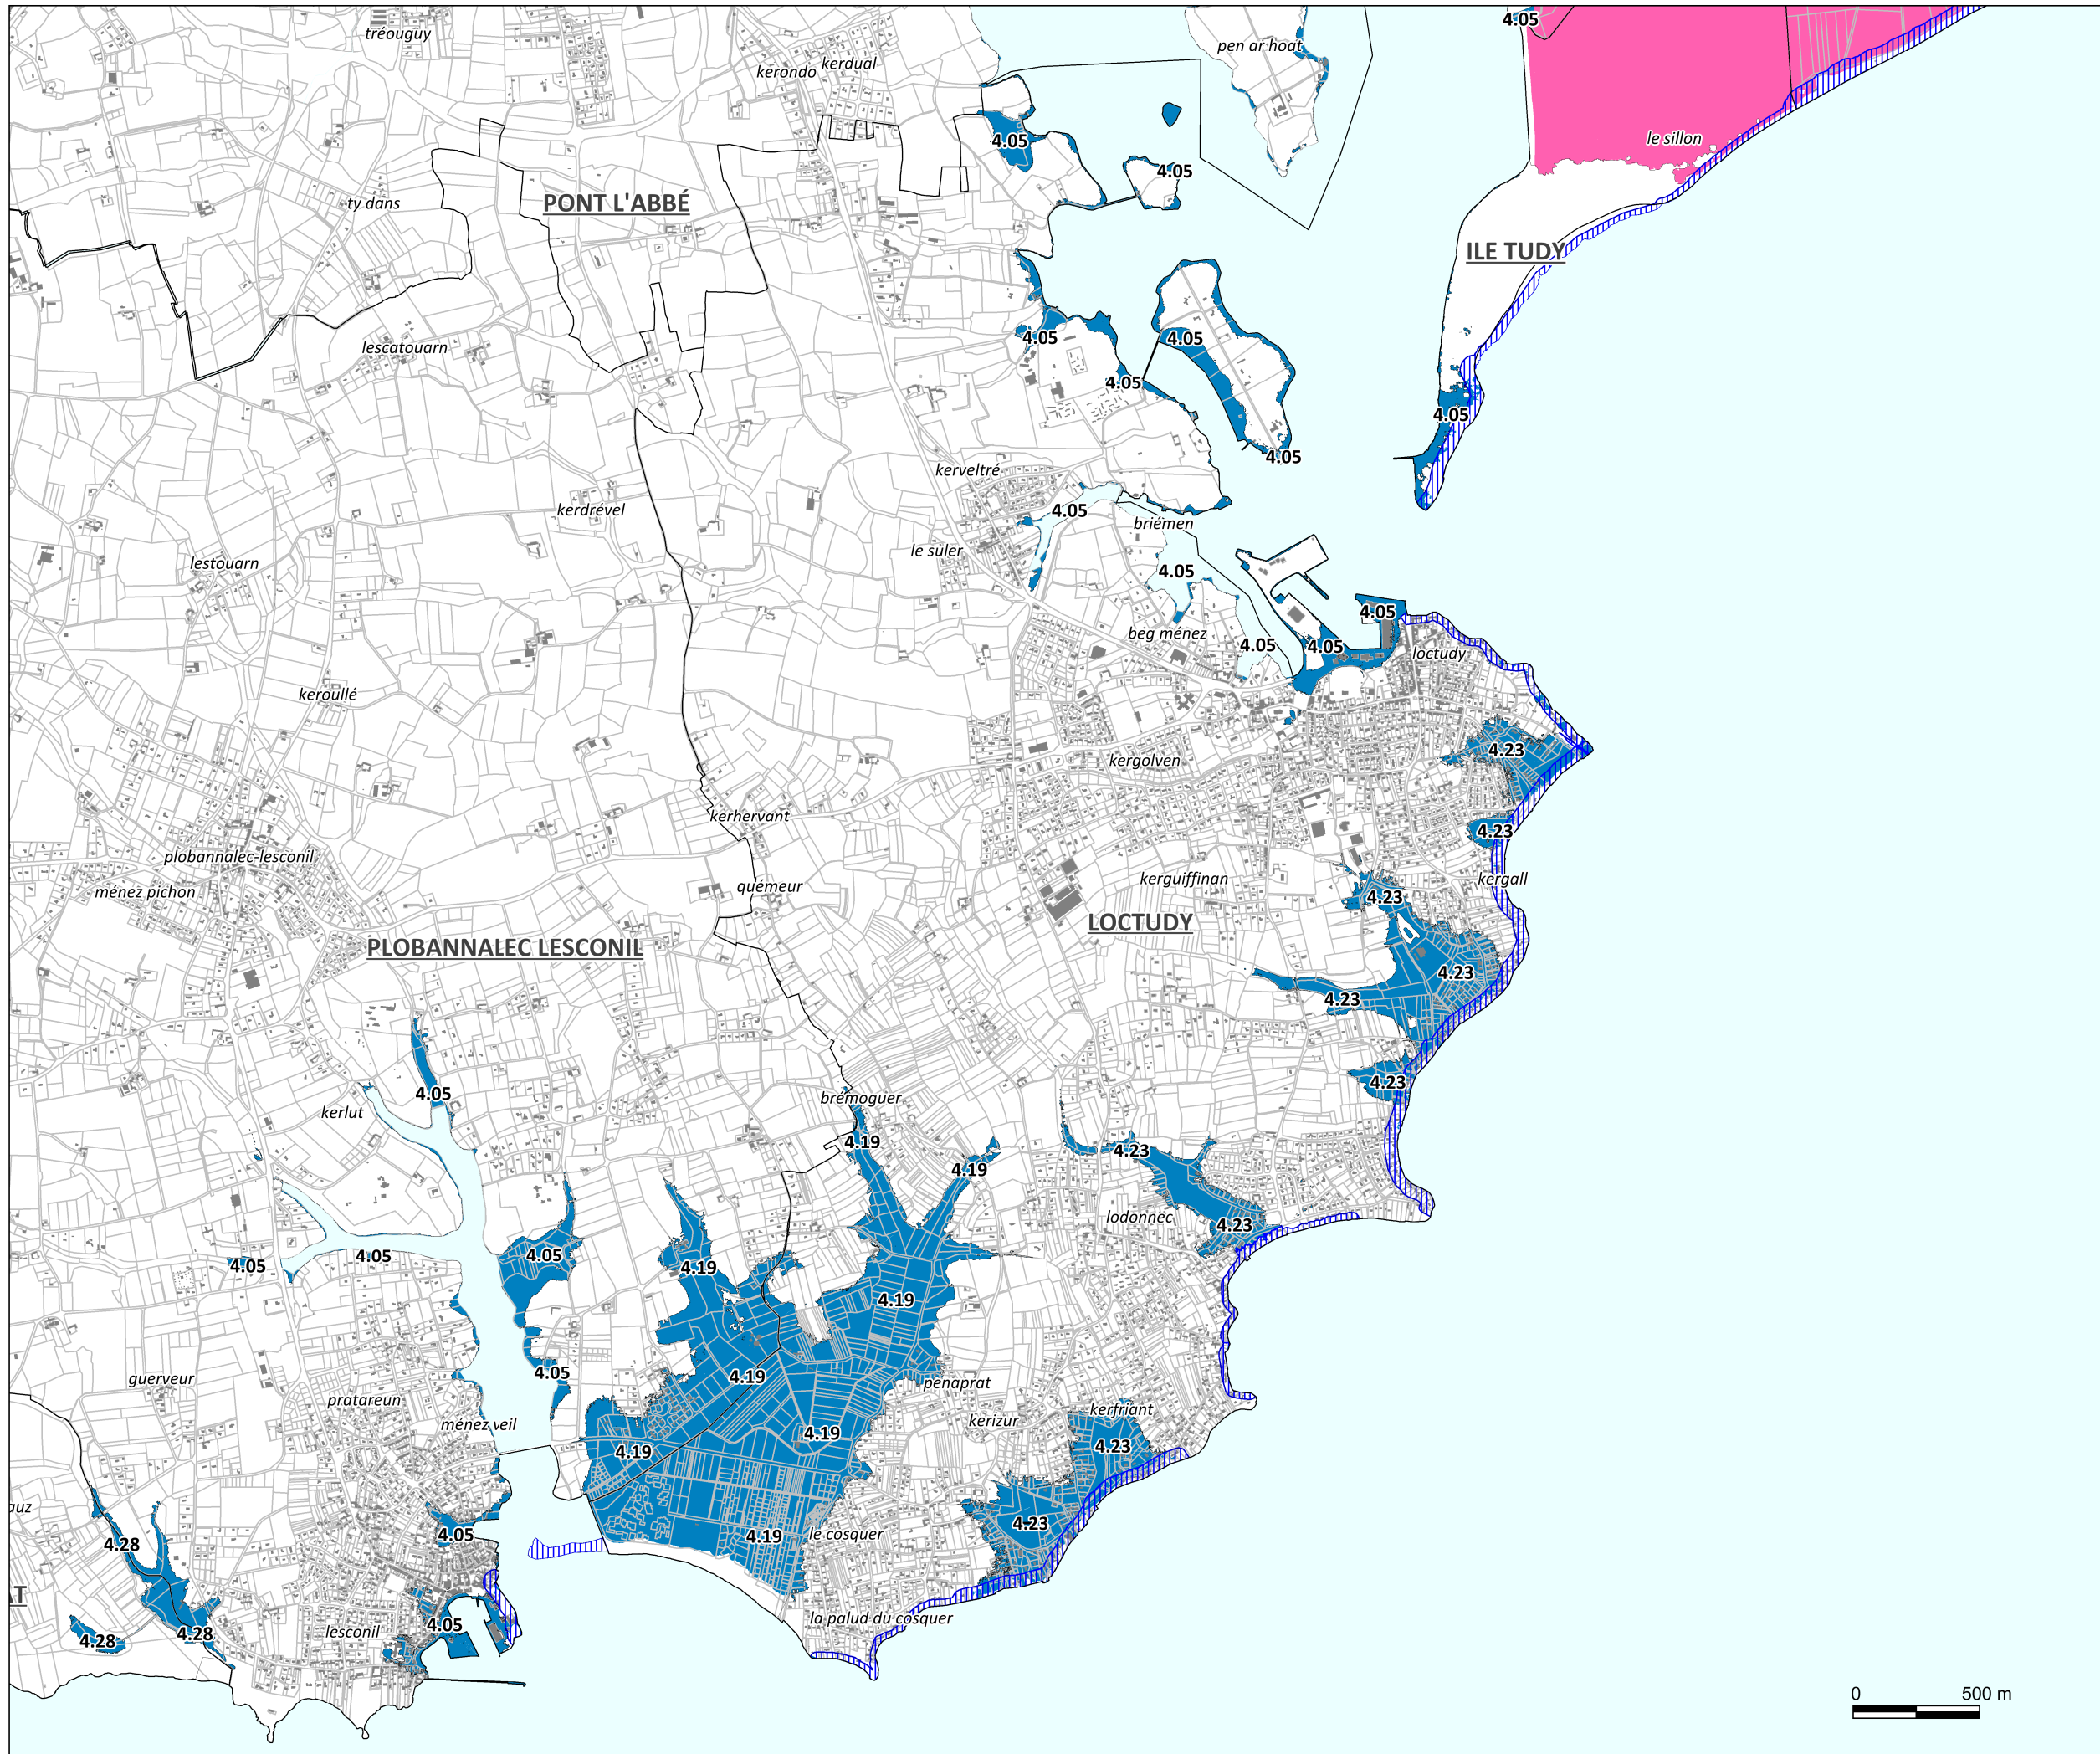 4.05
tréouguy
pen ar hoat
kerdual
kerondo
le sillon
4.05
4.05
ty dans
PONT L'ABBÉ
ILE TUDY
4.05
4.05
lescatouarn
4.05
4.05
4.05
kerveltré
kerdrével
4.05
briémen
le suler
lestouarn
4.05
4.05
beg ménez
4.05
4.05
loctudy
keroullé
4.23
kergolven
kerhervant
4.23
plobannalec-lesconil
ménez pichon
quémeur
kerguiffinan
kergall
4.23
LOCTUDY
PLOBANNALEC LESCONIL
4.23
4.23
4.23
4.05
brémoguer
kerlut
4.19
4.23
4.19
lodonnec
4.23
4.05
4.05
4.05
4.19
4.19
4.05
4.19
guerveur
penaprat
pratareun
kerfriant
ménez veil
kerizur
4.19
4.23
4.19
auz
4.23
4.05
le cosquer
4.19
4.28
AT
la palud du cosquer
4.05
lesconil
4.28
4.28
0 500 m